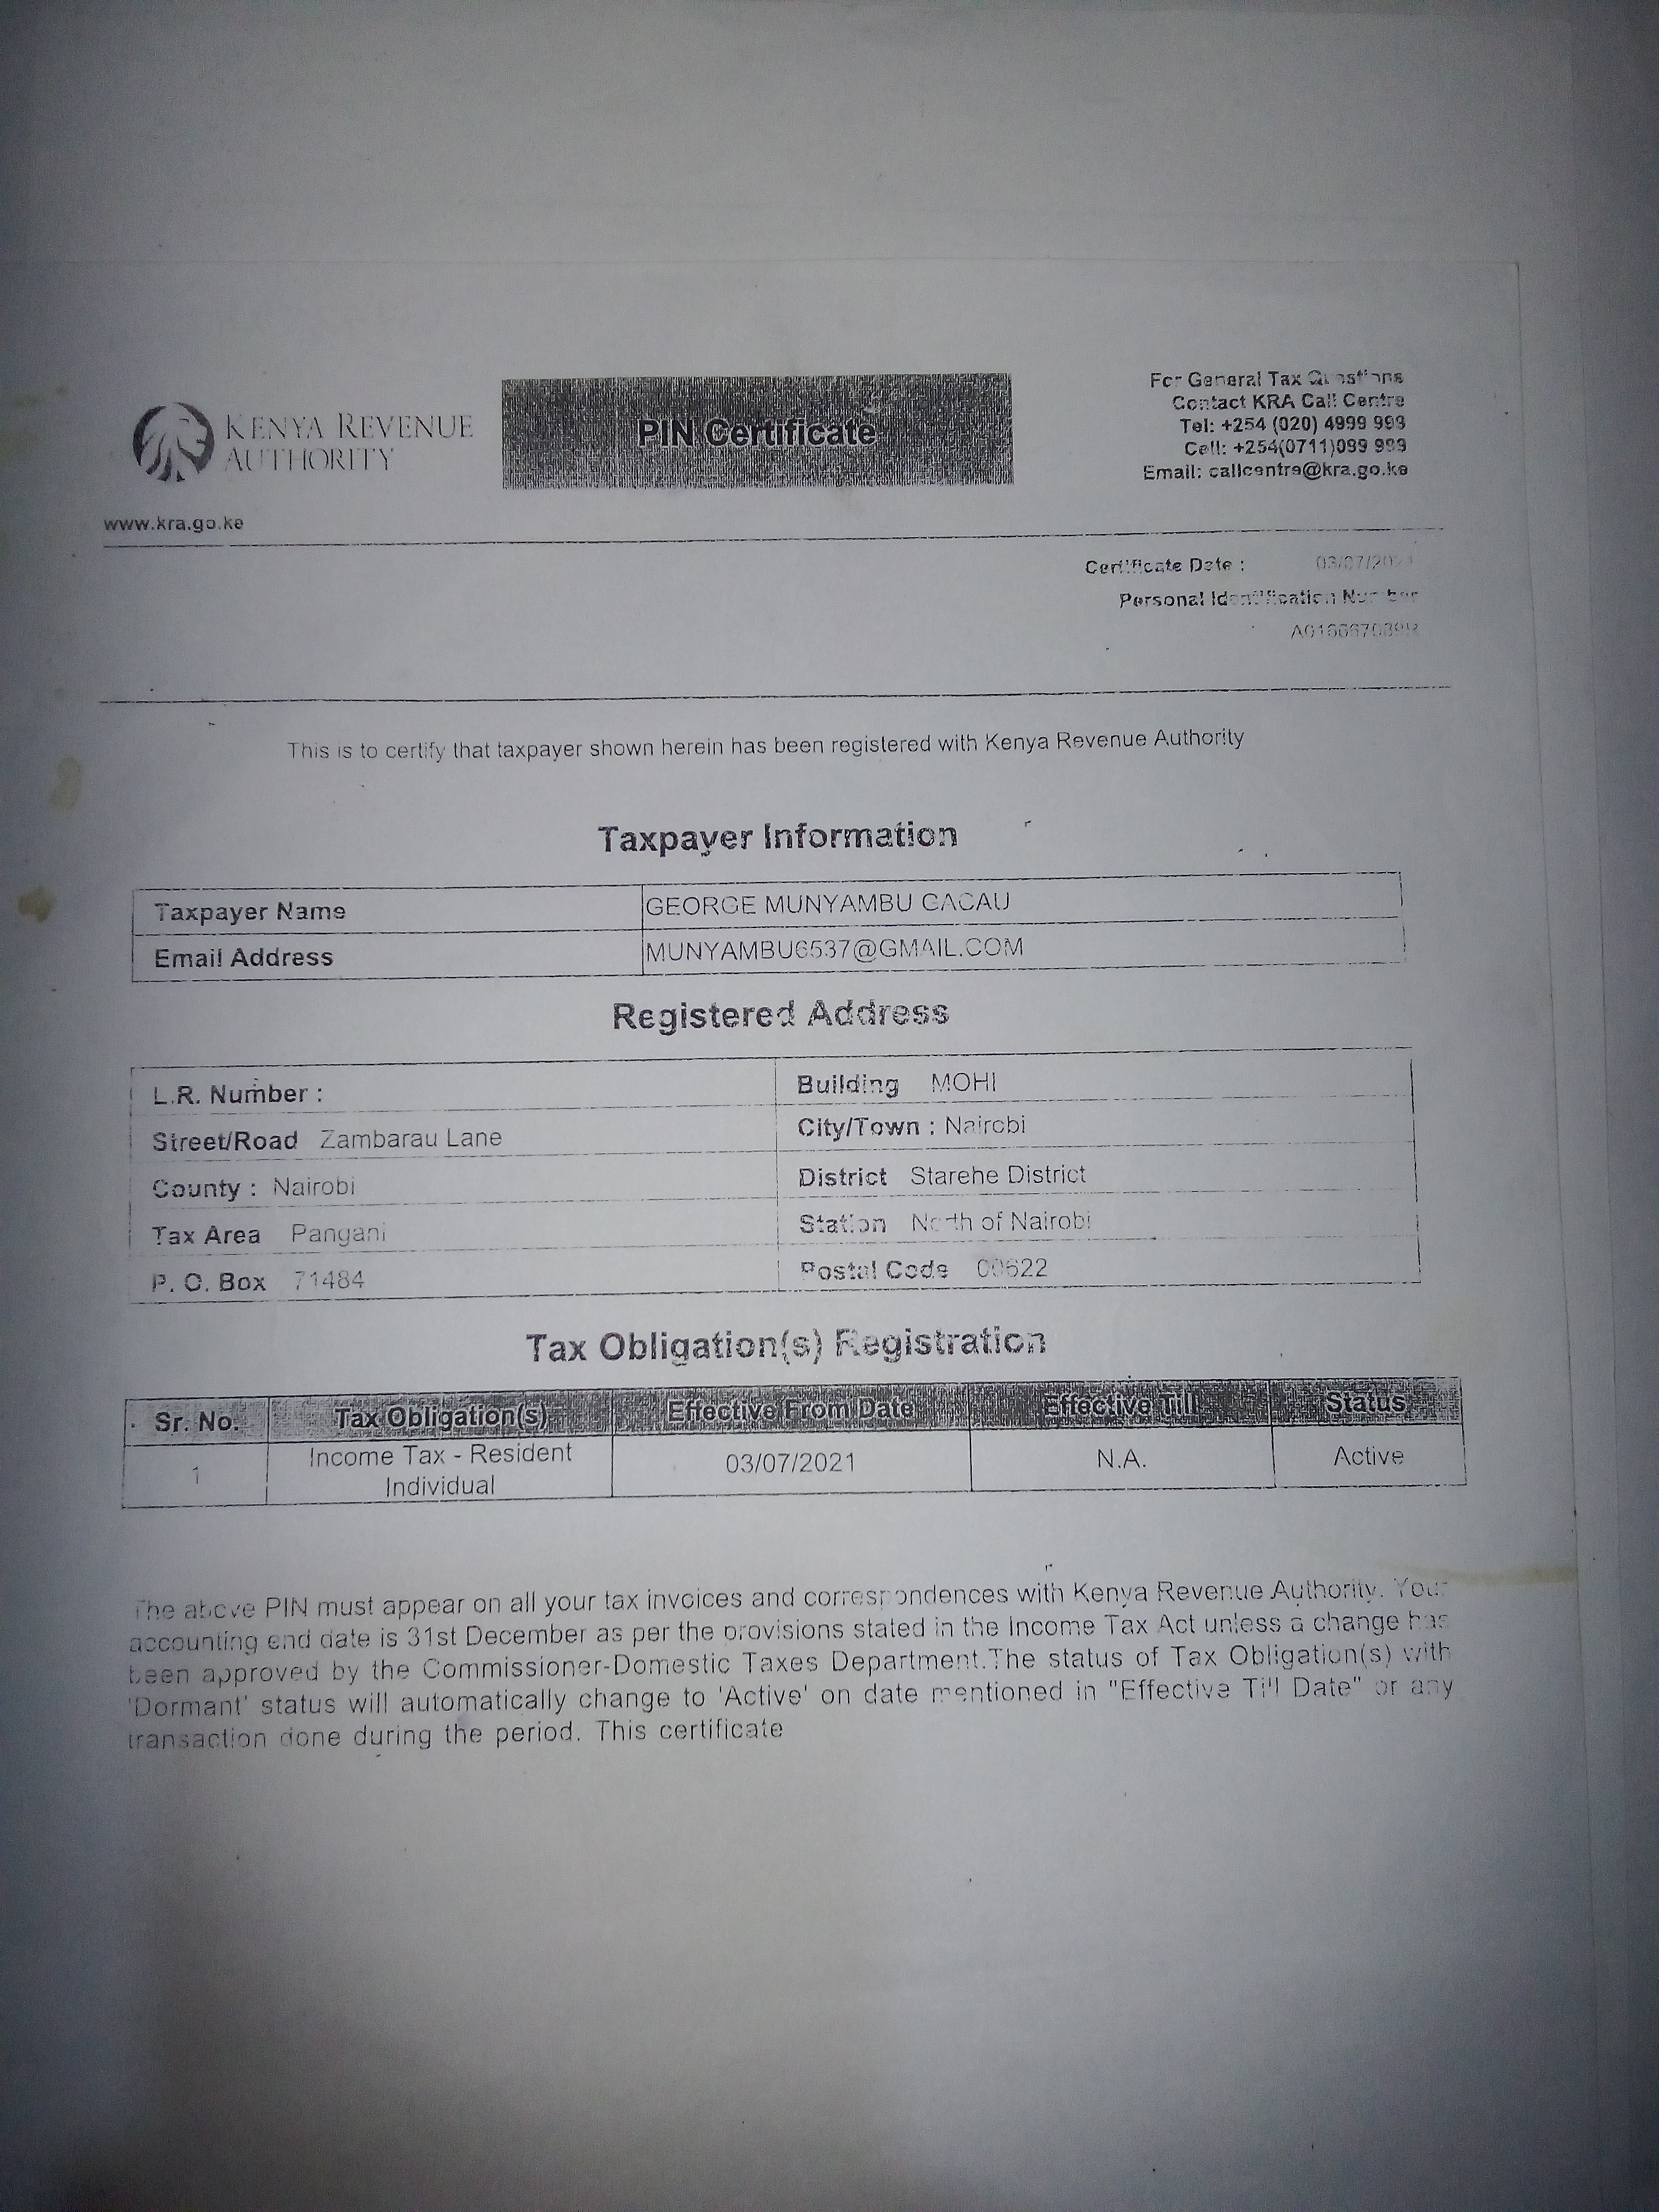 KENYA REVENUE
AUTHORITY
www.kra.go.ke
PIN Certificate
For General Tax Questions
Contact KRA Call Centre
Tel: +254 (020) 4999 999
Cell: +254(0711)099 999
Email: callcentre@kra.go.ke
Certificate Date :
Personal Identification Number
This is to certify that taxpayer shown herein has been registered with Kenya Revenue Authority
Taxpayer Information
Taxpayer Name GEORGE MUNYAMBU
Email Address MUNYAMBU6537@GMAIL.COM
Registered Address
L.R. Number : Building MOHI
Street/Road Zambarau Lane City/Town : Nairobi
County : Nairobi District Starehe District
Tax Area Pangani Station North of Nairobi
P. O. Box 71484 Postal Code 00622
Tax Obligation(s) Registration
Sr. No. Tax Obligation(s) Effective From Date Effective Till Status
1 Income Tax - Resident 03/07/2021 N.A. Active
Individual
The above PIN must appear on all your tax invoices and correspondences with Kenya Revenue Authority. Your
accounting end date is 31st December as per the provisions stated in the Income Tax Act unless a change has
been approved by the Commissioner-Domestic Taxes Department.The status of Tax Obligation(s) with
'Dormant' status will automatically change to 'Active' on date mentioned in "Effective Till Date" or any
transaction done during the period. This certificate